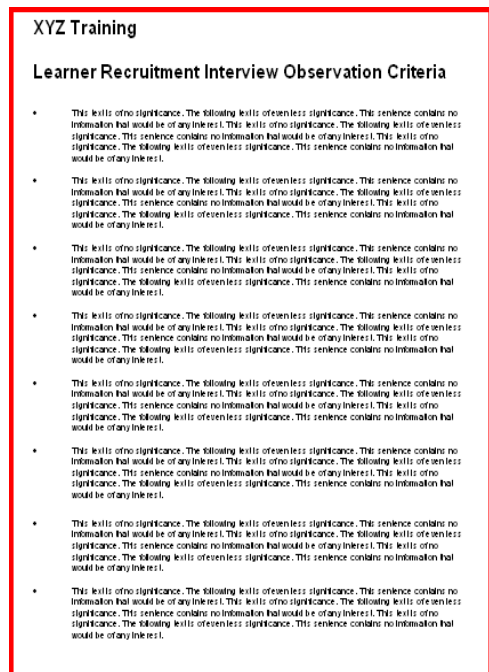 XYZ Training
Learner Recruitment Interview Observation Criteria
• This text is of no significance. The following text is of even less significance. This sentence contains no
information that would be of any interest. This text is of no significance. The following text is of even less
significance. This sentence contains no information that would be of any interest. This text is of no
significance. The following text is of even less significance. This sentence contains no information that
would be of any interest.
• This text is of no significance. The following text is of even less significance. This sentence contains no
information that would be of any interest. This text is of no significance. The following text is of even less
significance. This sentence contains no information that would be of any interest. This text is of no
significance. The following text is of even less significance. This sentence contains no information that
would be of any interest.
• This text is of no significance. The following text is of even less significance. This sentence contains no
information that would be of any interest. This text is of no significance. The following text is of even less
significance. This sentence contains no information that would be of any interest. This text is of no
significance. The following text is of even less significance. This sentence contains no information that
would be of any interest.
• This text is of no significance. The following text is of even less significance. This sentence contains no
information that would be of any interest. This text is of no significance. The following text is of even less
significance. This sentence contains no information that would be of any interest. This text is of no
significance. The following text is of even less significance. This sentence contains no information that
would be of any interest.
• This text is of no significance. The following text is of even less significance. This sentence contains no
information that would be of any interest. This text is of no significance. The following text is of even less
significance. This sentence contains no information that would be of any interest. This text is of no
significance. The following text is of even less significance. This sentence contains no information that
would be of any interest.
• This text is of no significance. The following text is of even less significance. This sentence contains no
information that would be of any interest. This text is of no significance. The following text is of even less
significance. This sentence contains no information that would be of any interest. This text is of no
significance. The following text is of even less significance. This sentence contains no information that
would be of any interest.
• This text is of no significance. The following text is of even less significance. This sentence contains no
information that would be of any interest. This text is of no significance. The following text is of even less
significance. This sentence contains no information that would be of any interest. This text is of no
significance. The following text is of even less significance. This sentence contains no information that
would be of any interest.
• This text is of no significance. The following text is of even less significance. This sentence contains no
information that would be of any interest. This text is of no significance. The following text is of even less
significance. This sentence contains no information that would be of any interest. This text is of no
significance. The following text is of even less significance. This sentence contains no information that
would be of any interest.